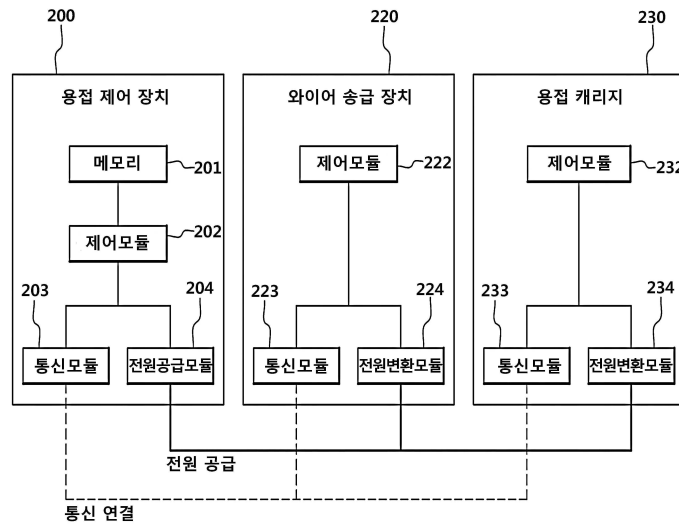 200
220
230
용접 제어 장치
와이어 송급 장치
용접 캐리지
메모리
201
제어모듈
222
제어모듈
232
제어모듈
202
203
204
223
224
233
234
통신모듈
전원공급모듈
통신모듈
전원변환모듈
통신모듈
전원변환모듈
전원 공급
통신 연결